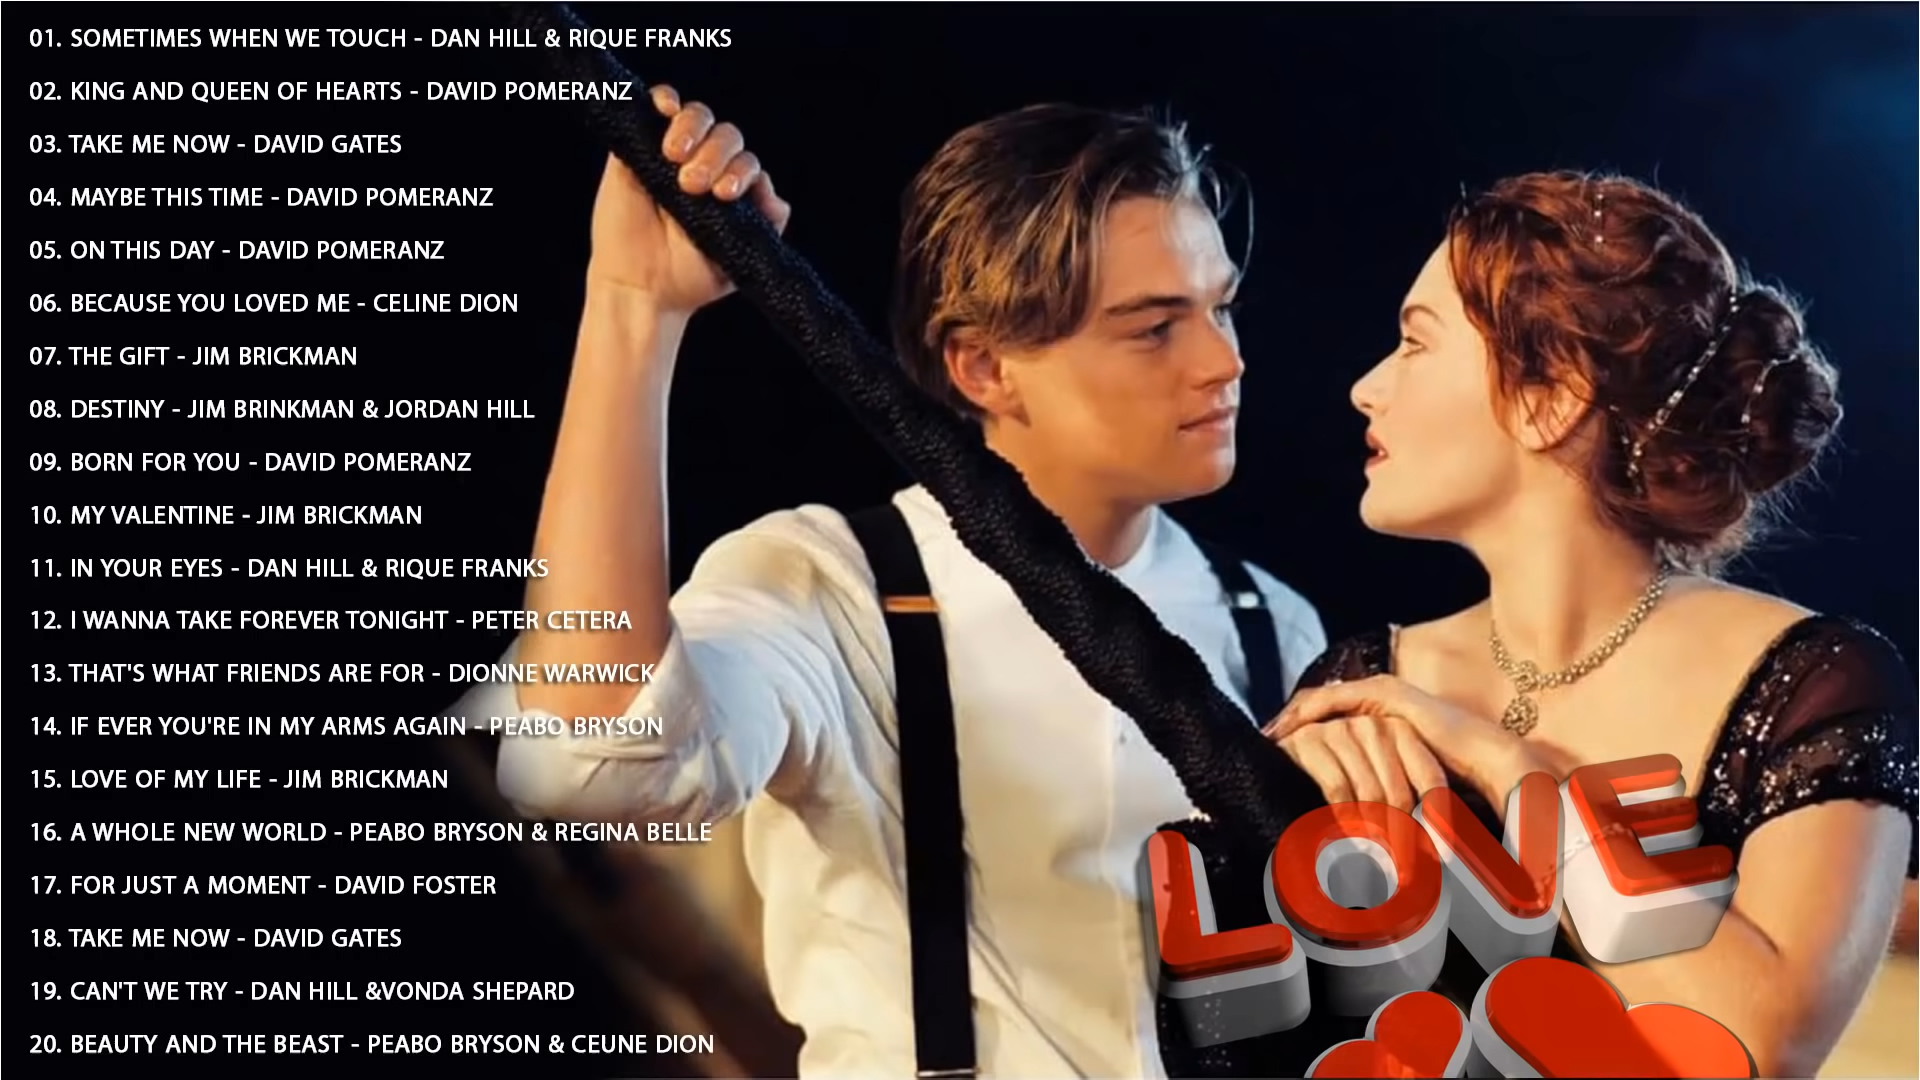 01. SOMETIMES WHEN WE TOUCH - DAN HILL & RIQUE FRANKS
02. KING AND QUEEN OF HEARTS - DAVID POMERANZ
03. TAKE ME NOW - DAVID GATES
04. MAYBE THIS TIME - DAVID POMERANZ
05. ON THIS DAY - DAVID POMERANZ
06. BECAUSE YOU LOVED ME - CELINE DION
07. THE GIFT - JIM BRICKMAN
08. DESTINY - JIM BRINKMAN & JORDAN HILL
09. BORN FOR YOU - DAVID POMERANZ
10. MY VALENTINE - JIM BRICKMAN
11. IN YOUR EYES - DAN HILL & RIQUE FRANKS
12. I WANNA TAKE FOREVER TONIGHT - PETER CETERA
13. THAT'S WHAT FRIENDS ARE FOR - DIONNE WARWICK
14. IF EVER YOU'RE IN MY ARMS AGAIN - PEABO BRYSON
15. LOVE OF MY LIFE - JIM BRICKMAN
16. A WHOLE NEW WORLD - PEABO BRYSON & REGINA BELLE
17. FOR JUST A MOMENT - DAVID FOSTER
18. TAKE ME NOW - DAVID GATES
19. CAN'T WE TRY - DAN HILL &VONDA SHEPARD
20. BEAUTY AND THE BEAST - PEABO BRYSON & CEUNE DION
LOVE